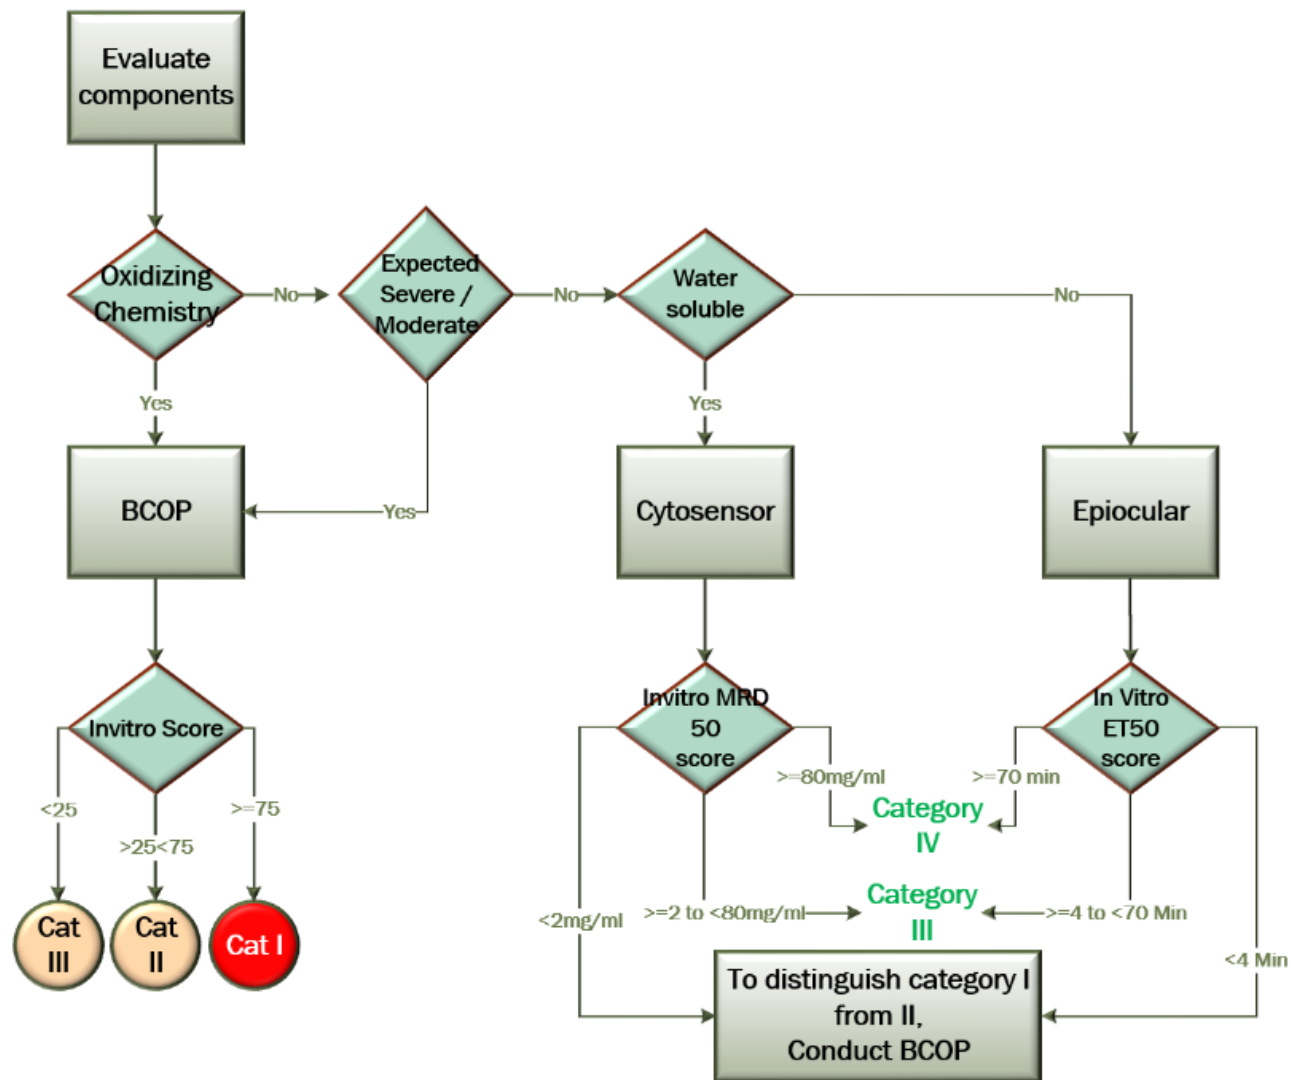 Evaluate
components
Oxidizing
Chemistry
No
Expected
Severe /
Moderate
No
Water
soluble
No
Yes
Yes
BCOP
Yes
Cytosensor
Epiocular
Invitro Score
Invitro MRD
50
score
In Vitro
ET50
score
<25
>25<75
>=75
>=80mg/ml
>=70 min
Category
IV
Cat
III
Cat
II
Cat I
<2mg/ml
>=2 to <80mg/ml
Category
III
>=4 to <70 Min
<4 Min
To distinguish category I
from II,
Conduct BCOP